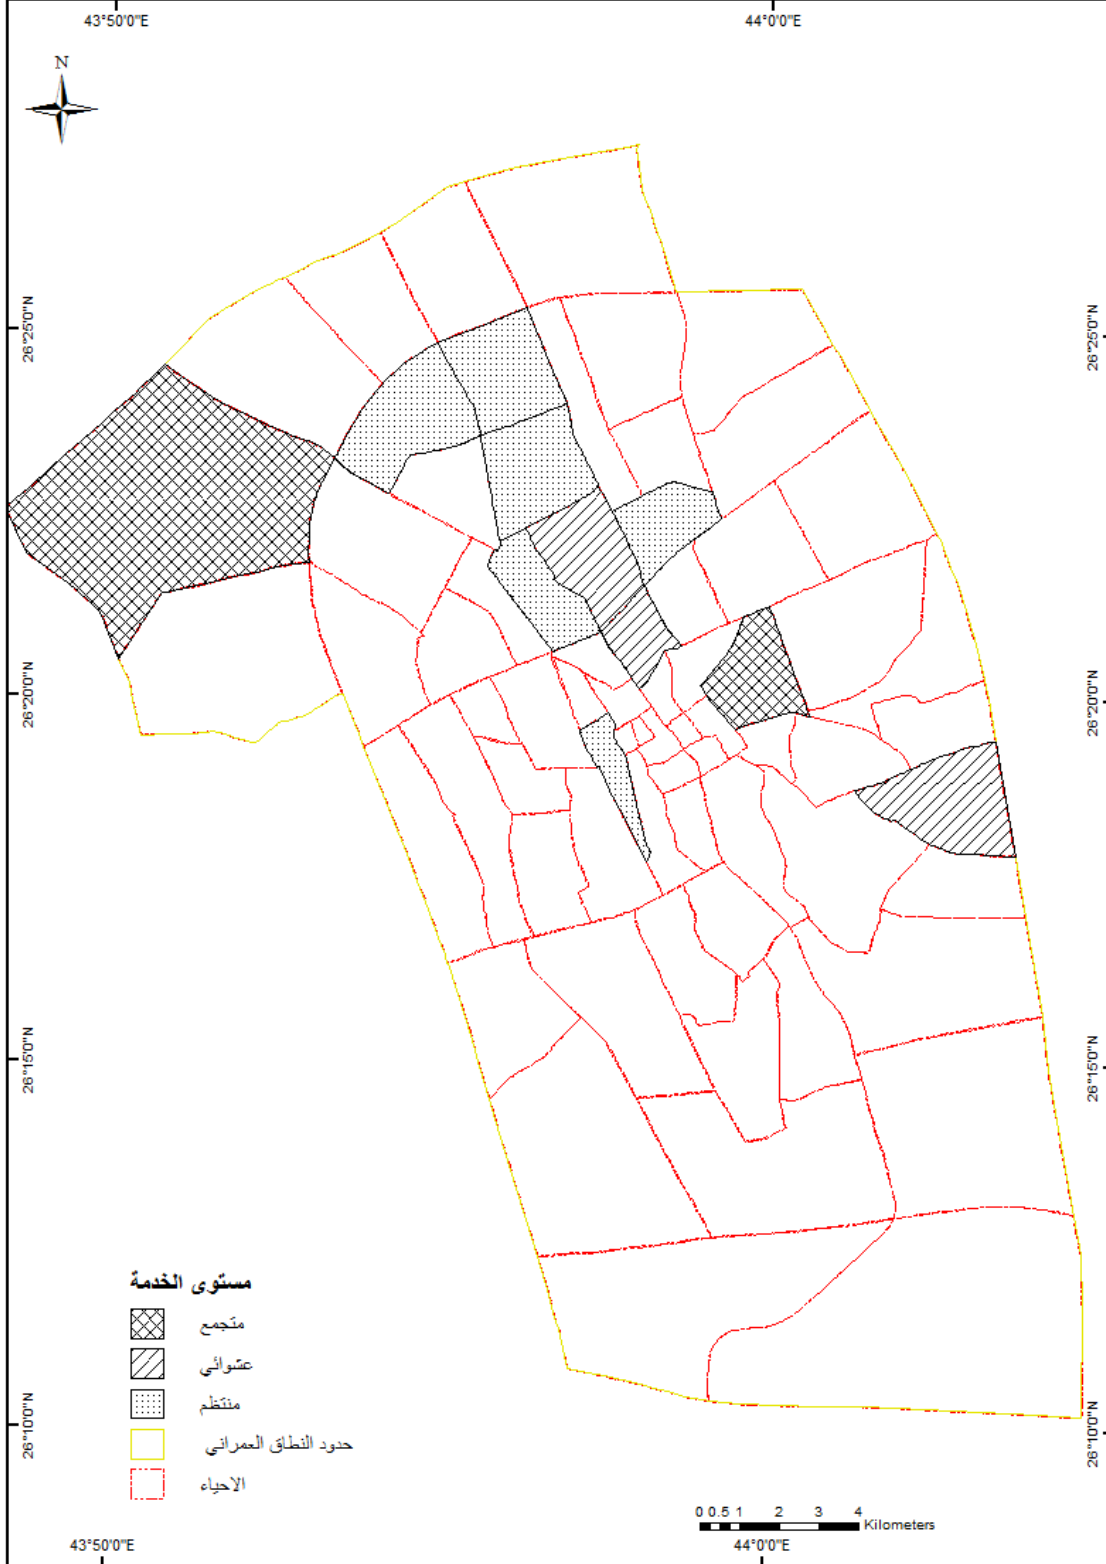 43°50'0"E
44°0'0"E
N
26°25'0"N
26°25'0"N
26°20'0"N
26°20'0"N
26°15'0"N
26°15'0"N
مستوى الخدمة
متجمع
عشوائي
منتظم
حدود النطاق العمراني
الاحياء
26°10'0"N
26°10'0"N
0 0.5 1 2 3 4
Kilometers
43°50'0"E
44°0'0"E